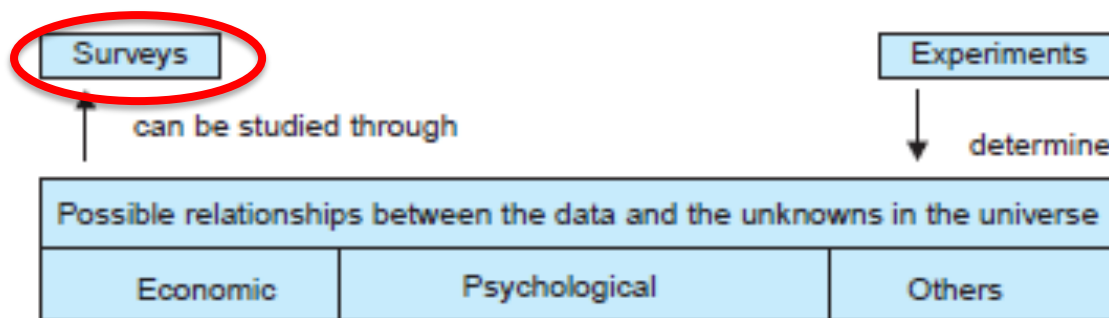 Surveys
Experiments
can be studied through
determine
Possible relationships between the data and the unknowns in the universe
Economic
Psychological
Others